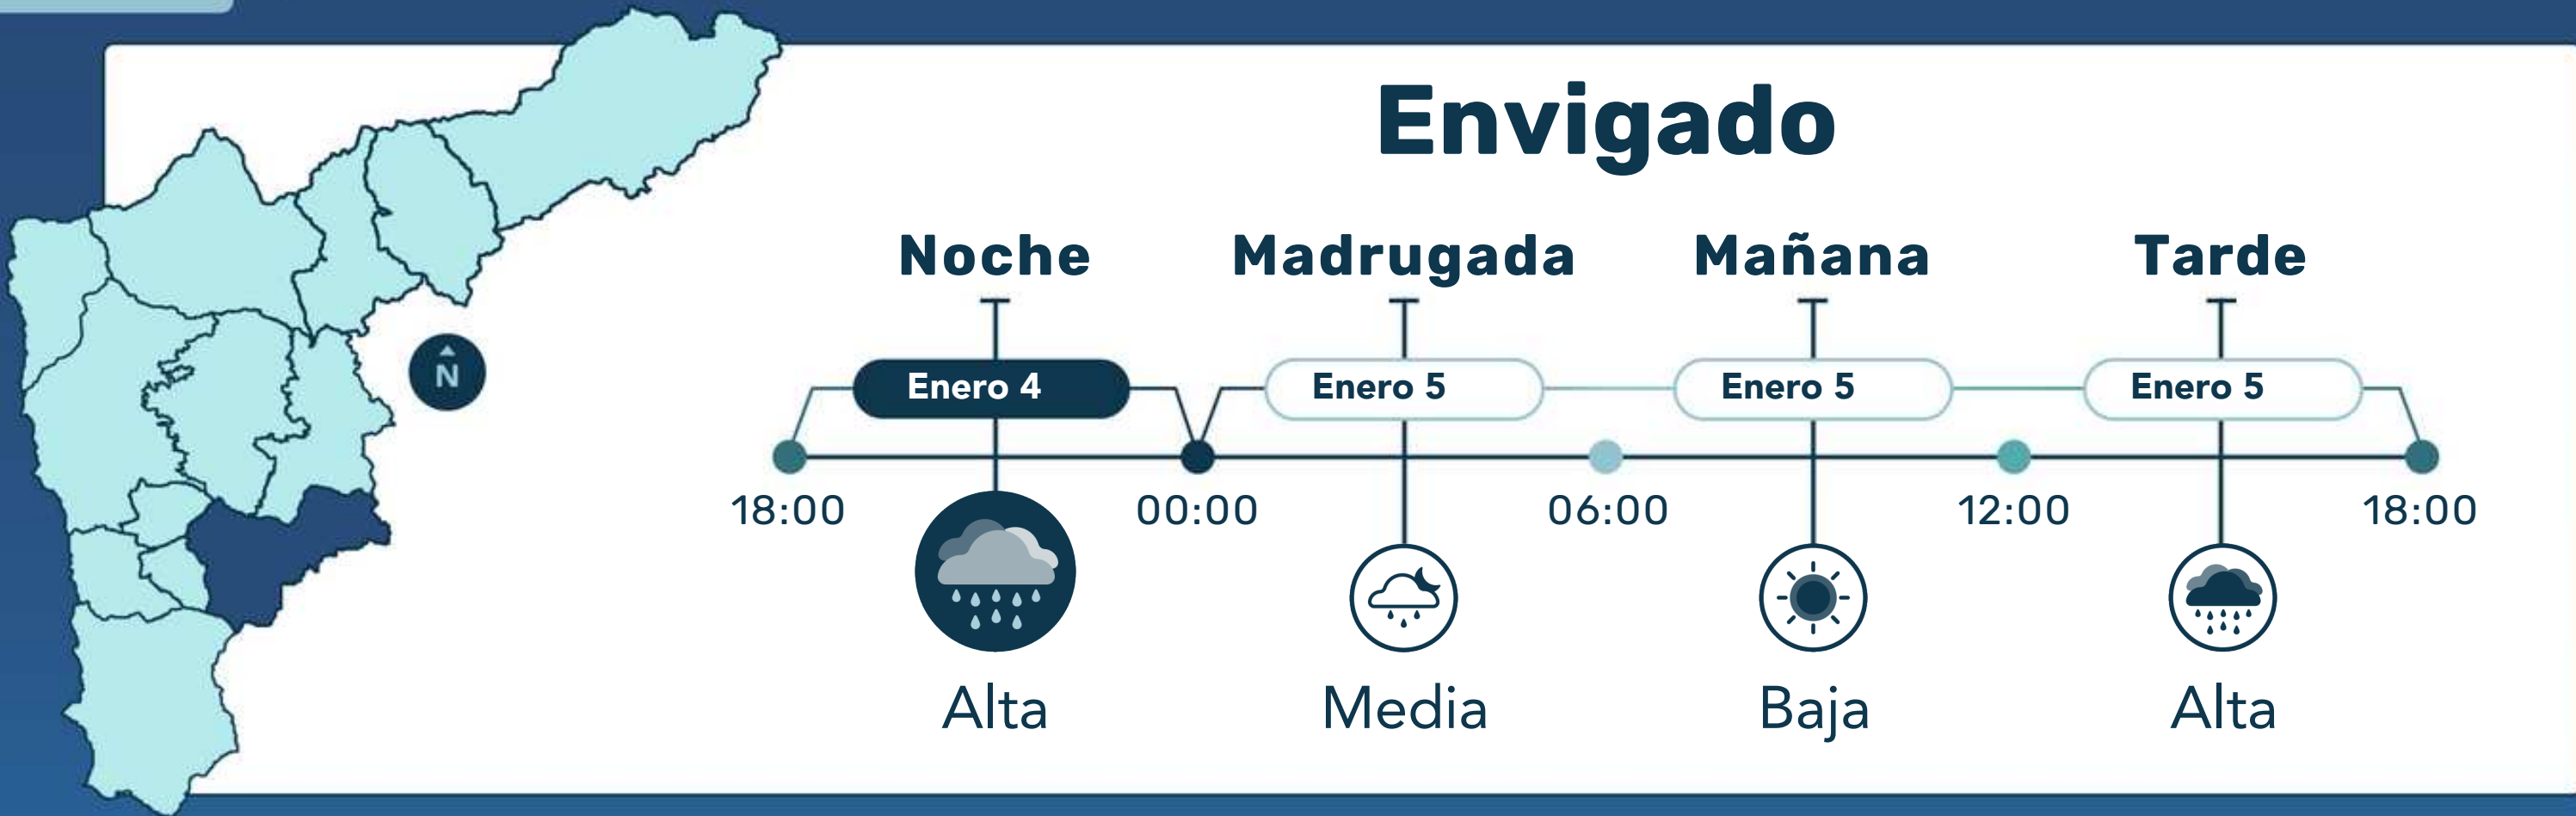 Envigado
Noche Madrugada Mañana Tarde
N
Enero 4 Enero 5 Enero 5 Enero 5
18:00 00:00 06:00 12:00 18:00
Alta Media Baja Alta